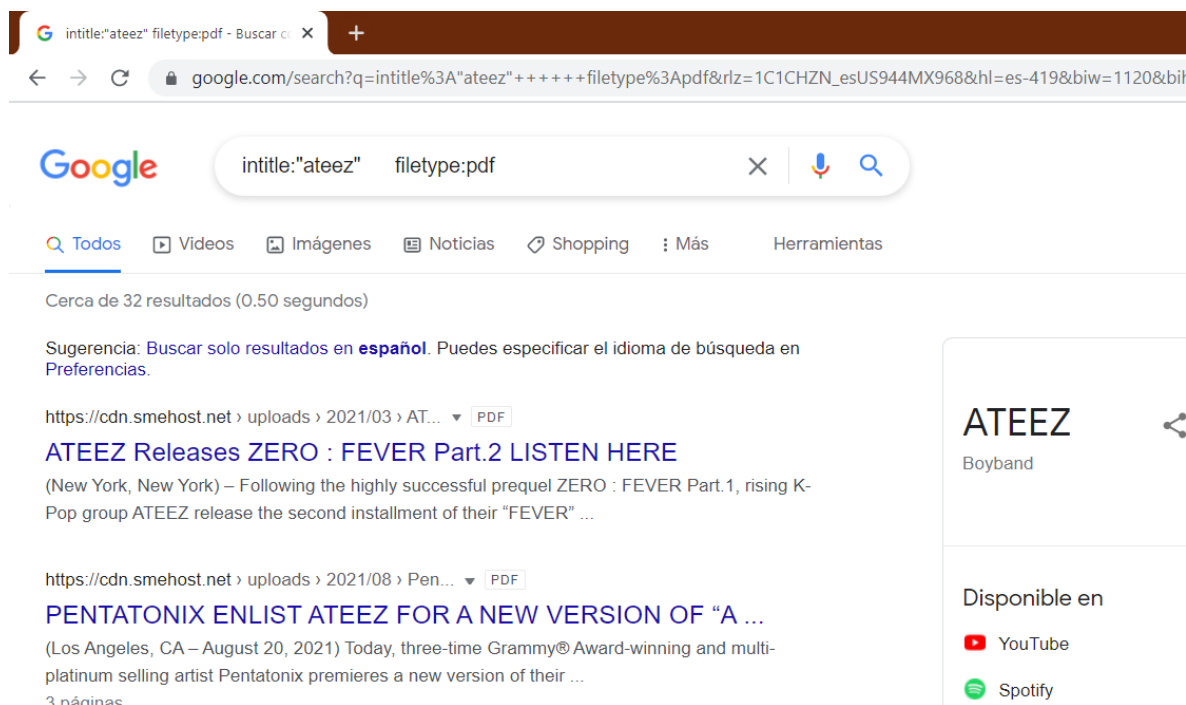 intitle:"ateez" filetype:pdf - Buscar c
google.com/search?q=intitle%3A"ateez"++++++filetype%3Apdf&rlz=1C1CHZN_esUS944MX968&hl=es-419&biw=1120&bih
Google
intitle:"ateez" filetype:pdf
Todos Videos Imágenes Noticias Shopping Más Herramientas
Cerca de 32 resultados (0.50 segundos)
Sugerencia: Buscar solo resultados en español. Puedes especificar el idioma de búsqueda en
Preferencias.
https://cdn.smehost.net › uploads › 2021/03 › AT... PDF
ATEEZ Releases ZERO : FEVER Part.2 LISTEN HERE
(New York, New York) – Following the highly successful prequel ZERO : FEVER Part.1, rising K-
Pop group ATEEZ release the second installment of their “FEVER” ...
https://cdn.smehost.net › uploads › 2021/08 › Pen... PDF
PENTATONIX ENLIST ATEEZ FOR A NEW VERSION OF “A ...
(Los Angeles, CA – August 20, 2021) Today, three-time Grammy® Award-winning and multi-
platinum selling artist Pentatonix premieres a new version of their ...
3 páginas
ATEEZ
Boyband
Disponible en
YouTube
Spotify